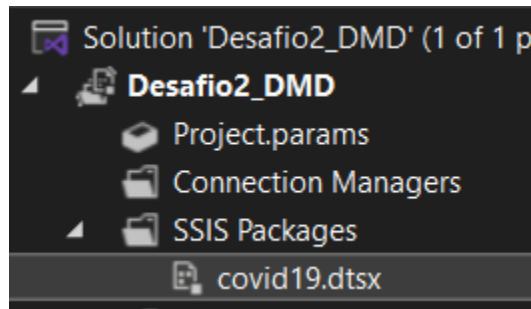 Solution 'Desafio2_DMD' (1 of 1 p
Desafio2_DMD
Project.params
Connection Managers
SSIS Packages
covid19.dtsx